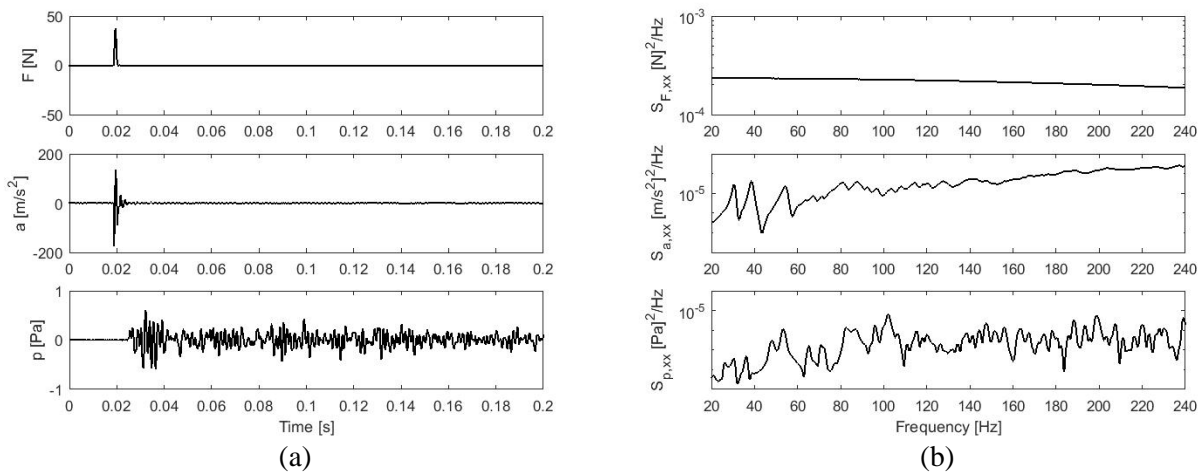 50
0
-50
F [N]
0 0.02 0.04 0.06 0.08 0.1 0.12 0.14 0.16 0.18 0.2
200
0
-200
a [m/s²]
0 0.02 0.04 0.06 0.08 0.1 0.12 0.14 0.16 0.18 0.2
1
0
-1
p [Pa]
0 0.02 0.04 0.06 0.08 0.1 0.12 0.14 0.16 0.18 0.2
Time [s]
(a)
10⁻³
10⁻⁴
S_F,xx [N]²/Hz
20 40 60 80 100 120 140 160 180 200 220 240
10⁻⁵
S_a,xx [m/s²]²/Hz
20 40 60 80 100 120 140 160 180 200 220 240
10⁻⁵
S_p,xx [Pa]²/Hz
20 40 60 80 100 120 140 160 180 200 220 240
Frequency [Hz]
(b)